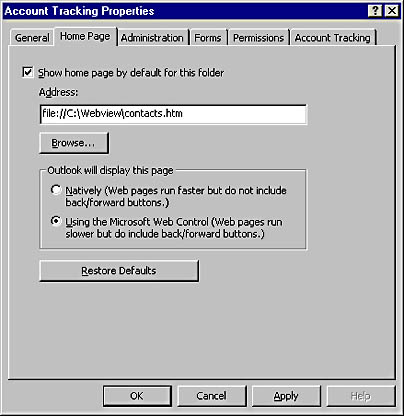 Account Tracking Properties
General
Home Page
Administration
Forms
Permissions
Account Tracking
Show home page by default for this folder
Address:
file://C:\Webview\contacts.htm
Browse...
Outlook will display this page
Natively (Web pages run faster but do not include
back/forward buttons.)
Using the Microsoft Web Control (Web pages run
slower but do include back/forward buttons.)
Restore Defaults
OK
Cancel
Apply
Help